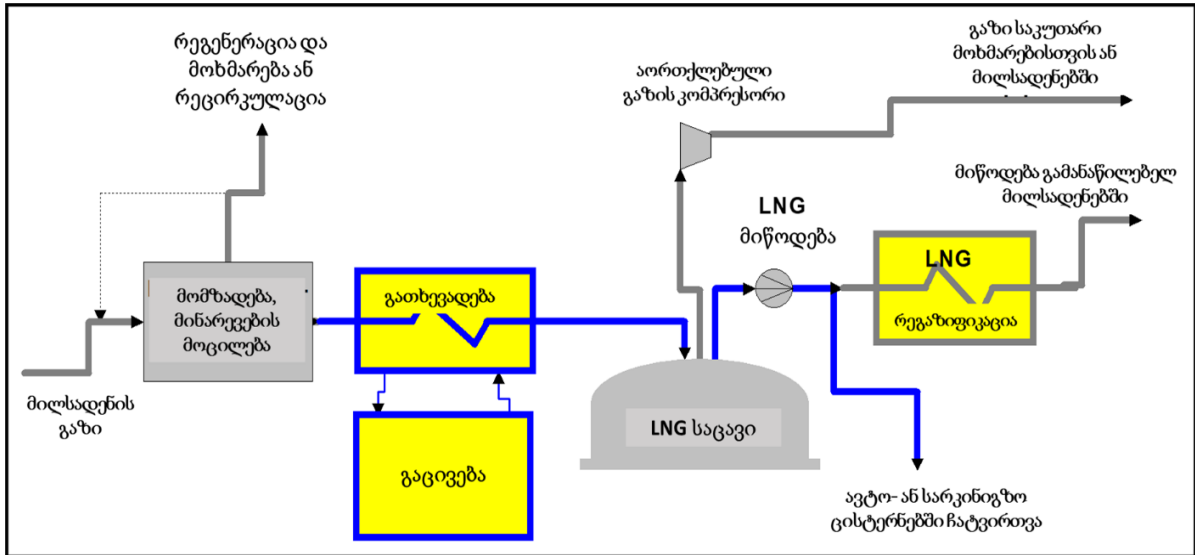 რეგენერაცია და
მოხმარება ან
რეცირკულაცია
აორთქლებული
გაზის კომპრესორი
გაზი საკუთარი
მოხმარებისთვის ან
მილსადენებში
მიწოდება გამანაწილებელ
მილსადენებში
LNG
მიწოდება
მომზადება,
მინარევების
მოცილება
გათხევადება
LNG
რეგაზიფიკაცია
მილსადენის
გაზი
გაცივება
LNG საცავი
ავტო- ან სარკინიგზო
ცისტერნებში ჩატვირთვა